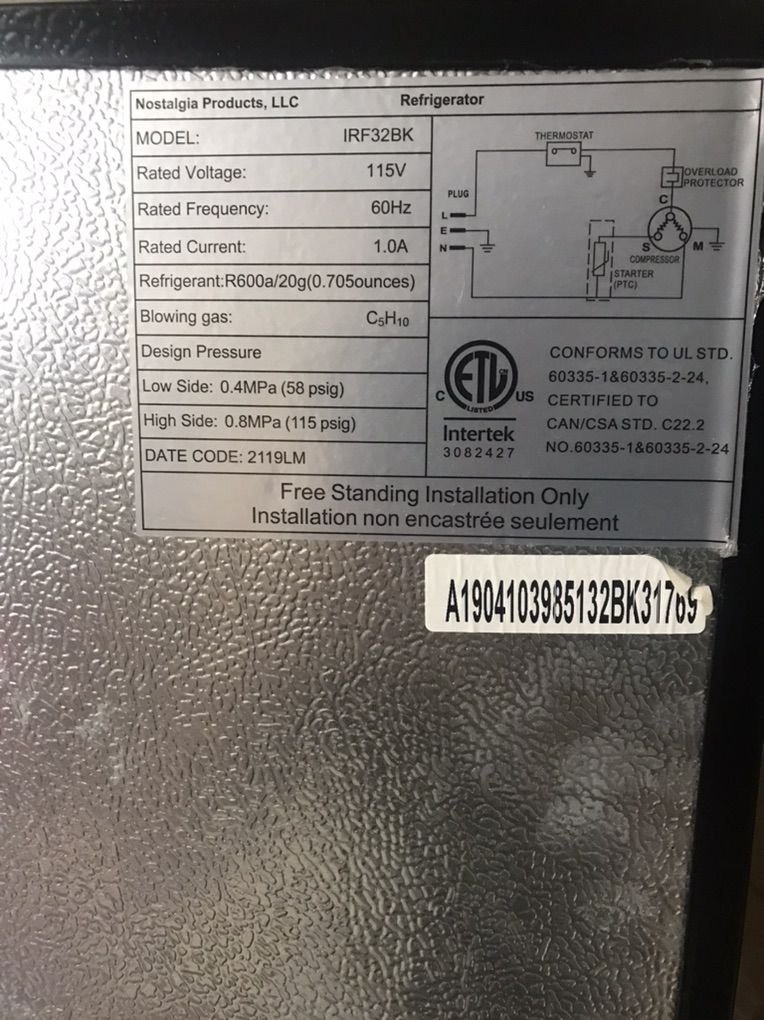 Nostalgia Products, LLC Refrigerator
MODEL: IRF32BK
Rated Voltage: 115V
Rated Frequency: 60Hz
Rated Current: 1.0A
Refrigerant:R600a/20g(0.705ounces)
Blowing gas: C₅H₁₀
Design Pressure
Low Side: 0.4MPa (58 psig)
High Side: 0.8MPa (115 psig)
DATE CODE: 2119LM
THERMOSTAT
OVERLOAD
PROTECTOR
PLUG
L
E
N
C
S M
COMPRESSOR
STARTER
(PTC)
C ETL CM US
LISTED
Intertek
3082427
CONFORMS TO UL STD.
60335-1&60335-2-24,
CERTIFIED TO
CAN/CSA STD. C22.2
NO.60335-1&60335-2-24
Free Standing Installation Only
Installation non encastrée seulement
A1904103985132BK31769